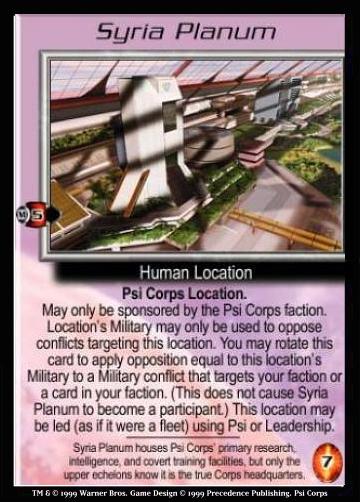 Syria Planum
M 5
Human Location
Psi Corps Location.
May only be sponsored by the Psi Corps faction.
Location's Military may only be used to oppose
conflicts targeting this location. You may rotate this
card to apply opposition equal to this location's
Military to a Military conflict that targets your faction or
a card in your faction. (This does not cause Syria
Planum to become a participant.) This location may
be led (as if it were a fleet) using Psi or Leadership.
Syria Planum houses Psi Corps' primary research,
intelligence, and covert training facilities, but only the
upper echelons know it is the true Corps headquarters.
7
TM & © 1999 Warner Bros. Game Design © 1999 Precedence Publishing. Psi Corps